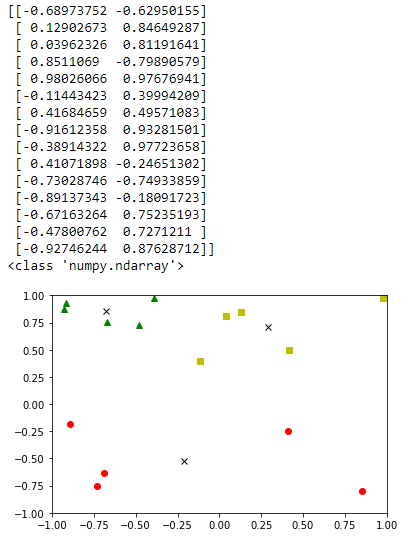 [[-0.68973752 -0.62950155]
[ 0.12902673 0.84649287]
[ 0.03962326 0.81191641]
[ 0.8511069 -0.79890579]
[ 0.98026066 0.97676941]
[-0.11443423 0.39994209]
[ 0.41684659 0.49571083]
[-0.91612358 0.93281501]
[-0.38914322 0.97723658]
[ 0.41071898 -0.24651302]
[-0.73028746 -0.74933859]
[-0.89137343 -0.18091723]
[-0.67163264 0.75235193]
[-0.47800762 0.7271211 ]
[-0.92746244 0.87628712]]
<class 'numpy.ndarray'>
1.00
0.75
0.50
0.25
0.00
−0.25
−0.50
−0.75
−1.00
−1.00 −0.75 −0.50 −0.25 0.00 0.25 0.50 0.75 1.00